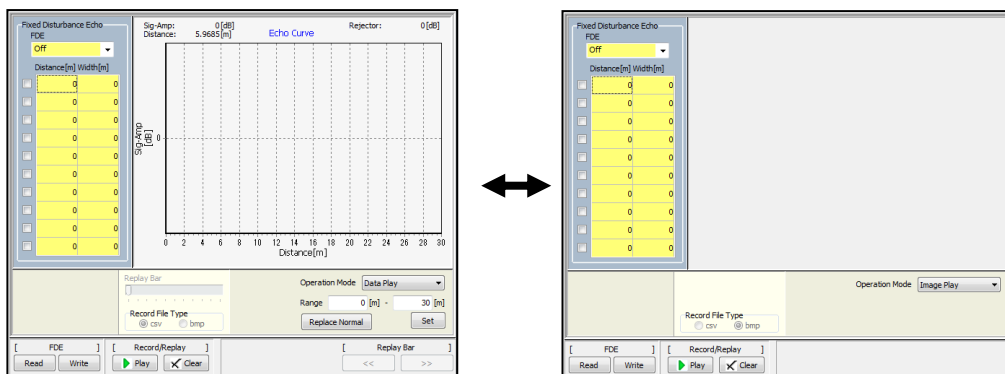 Fixed Disturbance Echo
FDE
Off
Distance[m] Width[m]
0 0
0 0
0 0
0 0
0 0
0 0
0 0
0 0
0 0
0 0
Sig-Amp: 0[dB] Rejector: 0[dB]
Distance: 5.9685[m]
Echo Curve
Sig-Amp
[dB]
0
0 2 4 6 8 10 12 14 16 18 20 22 24 26 28 30
Distance[m]
Replay Bar
Record File Type
csv bmp
Operation Mode Data Play
Range 0 [m] - 30 [m]
Replace Normal Set
[ FDE ] [ Record/Replay ] [ Replay Bar ]
Read Write Play Clear << >>
Fixed Disturbance Echo
FDE
Off
Distance[m] Width[m]
0 0
0 0
0 0
0 0
0 0
0 0
0 0
0 0
0 0
0 0
Operation Mode Image Play
Record File Type
csv bmp
[ FDE ] [ Record/Replay ]
Read Write Play Clear